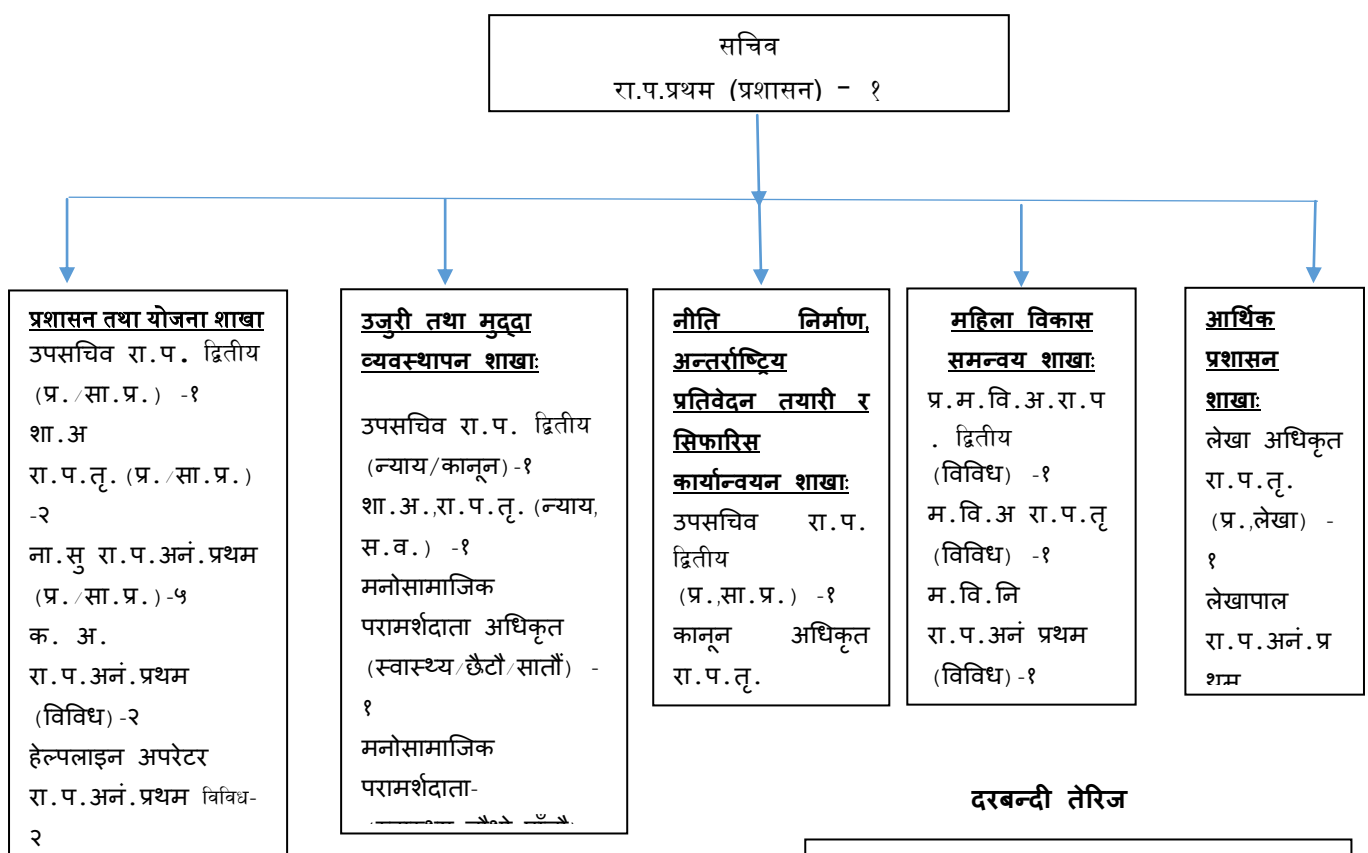 सचिव
रा.प.प्रथम (प्रशासन) - १
प्रशासन तथा योजना शाखा
उपसचिव रा.प. द्वितीय
(प्र./सा.प्र.) -१
शा.अ
रा.प.तृ. (प्र./सा.प्र.)
-२
ना.सु रा.प.अनं.प्रथम
(प्र./सा.प्र.)-५
क. अ.
रा.प.अनं.प्रथम
(विविध)-२
हेल्पलाइन अपरेटर
रा.प.अनं.प्रथम विविध-
२
उजुरी तथा मुद्दा
व्यवस्थापन शाखाः
उपसचिव रा.प. द्वितीय
(न्याय/कानून)-१
शा.अ.,रा.प.तृ. (न्याय,
स.व.) -१
मनोसामाजिक
परामर्शदाता अधिकृत
(स्वास्थ्य/छैटौ/सातौं) -
१
मनोसामाजिक
परामर्शदाता-
नीति निर्माण,
अन्तर्राष्ट्रिय
प्रतिवेदन तयारी र
सिफारिस
कार्यान्वयन शाखाः
उपसचिव रा.प.
द्वितीय
(प्र.,सा.प्र.) -१
कानून अधिकृत
रा.प.तृ.
महिला विकास
समन्वय शाखाः
प्र.म.वि.अ.रा.प
. द्वितीय
(विविध) -१
म.वि.अ रा.प.तृ
(विविध) -१
म.वि.नि
रा.प.अनं प्रथम
(विविध)-१
आर्थिक
प्रशासन
शाखाः
लेखा अधिकृत
रा.प.तृ.
(प्र.,लेखा) -
१
लेखापाल
रा.प.अनं.प्र
थम
दरबन्दी तेरिज